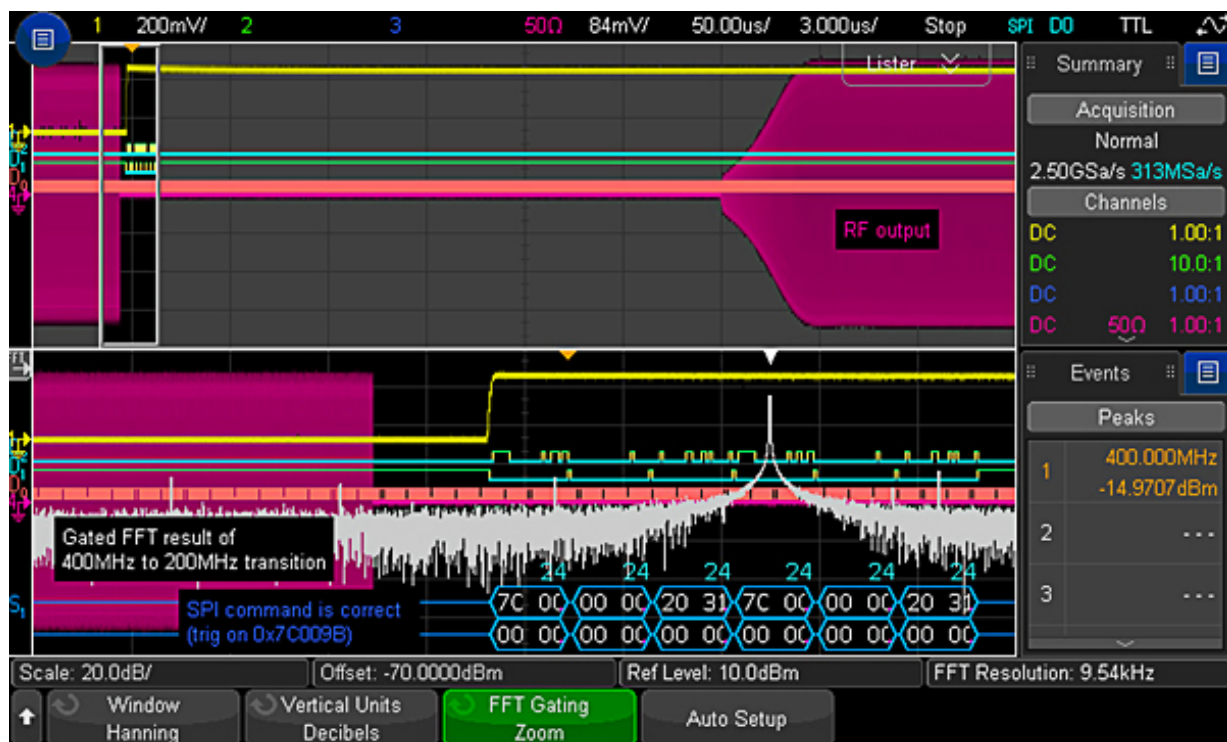 1 200mV/ 2 3 50Ω 84mV/ 50.00us/ 3.000us/ Stop SPI D0 TTL
Lister
Summary
Acquisition
Normal
2.50GSa/s 313MSa/s
Channels
DC 1.00:1
DC 10.0:1
DC 1.00:1
DC 50Ω 1.00:1
RF output
Events
Peaks
1 400.000MHz
-14.9707dBm
2 ---
3 ---
Gated FFT result of
400MHz to 200MHz transition
24 24 24 24 24 24
S1
SPI command is correct
(trig on 0x7C009B)
7C 00 00 00 20 31 7C 00 00 00 20 31
00 00 00 00 00 00 00 00 00 00 00 00
Scale: 20.0dB/ Offset: -70.0000dBm Ref Level: 10.0dBm FFT Resolution: 9.54kHz
Window
Hanning
Vertical Units
Decibels
FFT Gating
Zoom
Auto Setup